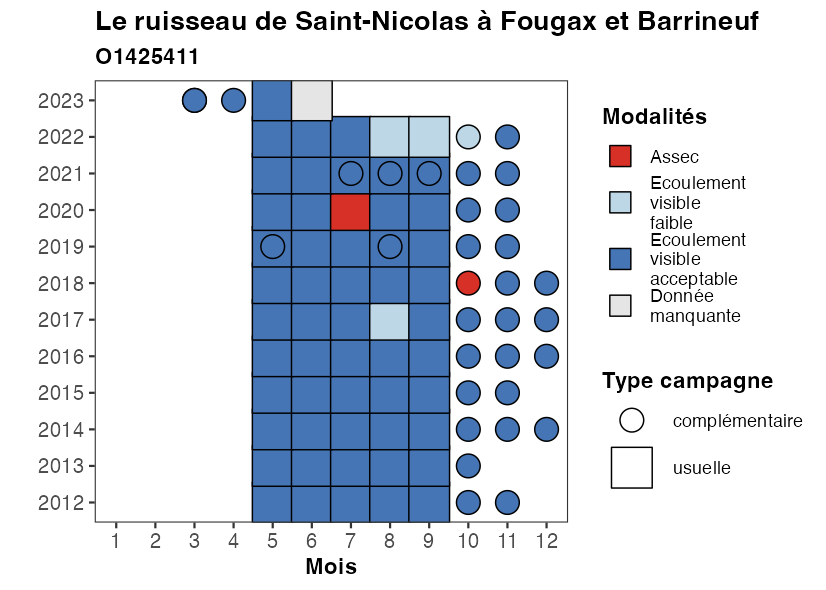 Le ruisseau de Saint-Nicolas à Fougax et Barrineuf
O1425411
2023
2022
2021
2020
2019
2018
2017
2016
2015
2014
2013
2012
1 2 3 4 5 6 7 8 9 10 11 12
Mois
Modalités
Assec
Ecoulement
visible
faible
Ecoulement
visible
acceptable
Donnée
manquante
Type campagne
complémentaire
usuelle